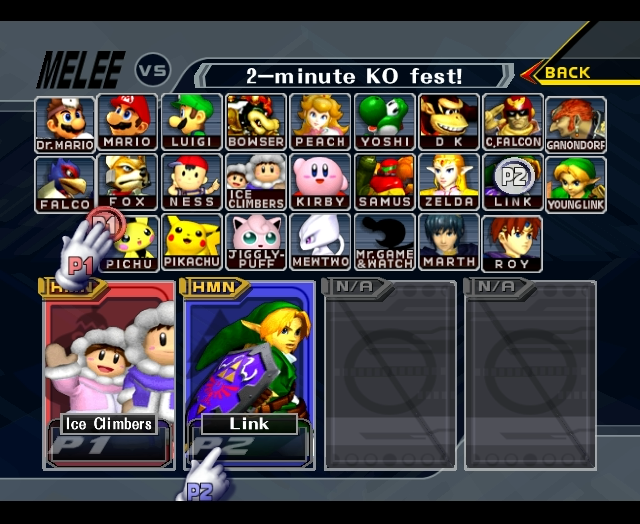 MELEE VS 2-minute KO fest! BACK
Dr.MARIO MARIO LUIGI BOWSER PEACH YOSHI D K C,FALCON GANONDORF
FALCO FOX NESS ICE CLIMBERS KIRBY SAMUS ZELDA P2 LINK YOUNGLINK
P1 P1 PICHU PIKACHU JIGGLY-PUFF MEWTWO Mr.GAME &WATCH MARTH ROY
HMN HMN N/A N/A
Ice Climbers Link
P1 P2
P2